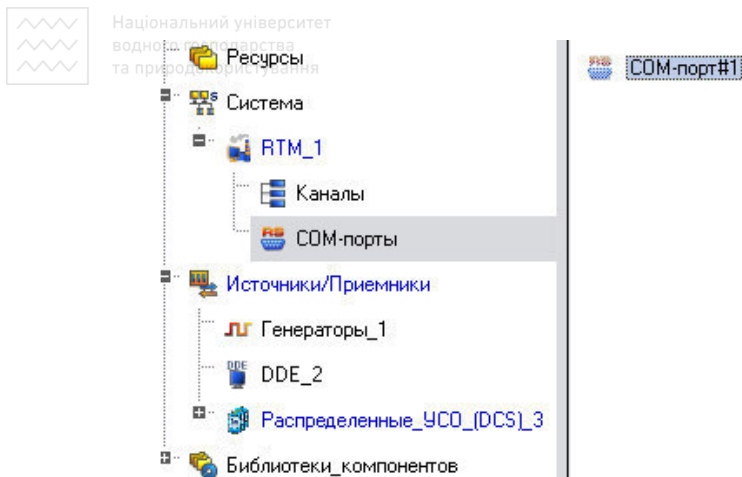 Національний університет
водного господарства
та природокористування
Ресурсы
Система
RTM_1
Каналы
COM-порты
Источники/Приемники
Генераторы_1
DDE_2
Распределенные_УСО_(DCS)_3
Библиотеки_компонентов
COM-порт#1